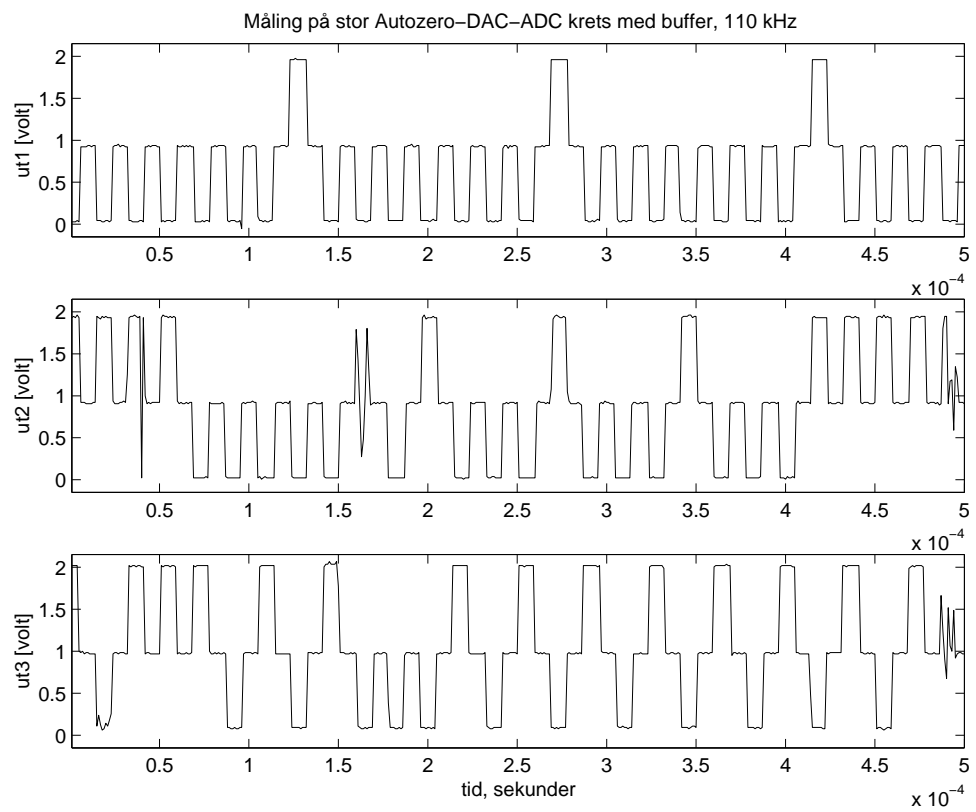 Måling på stor Autozero−DAC−ADC krets med buffer, 110 kHz
ut1 [volt]
2
1.5
1
0.5
0
0.5 1 1.5 2 2.5 3 3.5 4 4.5 5
x 10−4
ut2 [volt]
2
1.5
1
0.5
0
0.5 1 1.5 2 2.5 3 3.5 4 4.5 5
x 10−4
ut3 [volt]
2
1.5
1
0.5
0
0.5 1 1.5 2 2.5 3 3.5 4 4.5 5
tid, sekunder
x 10−4